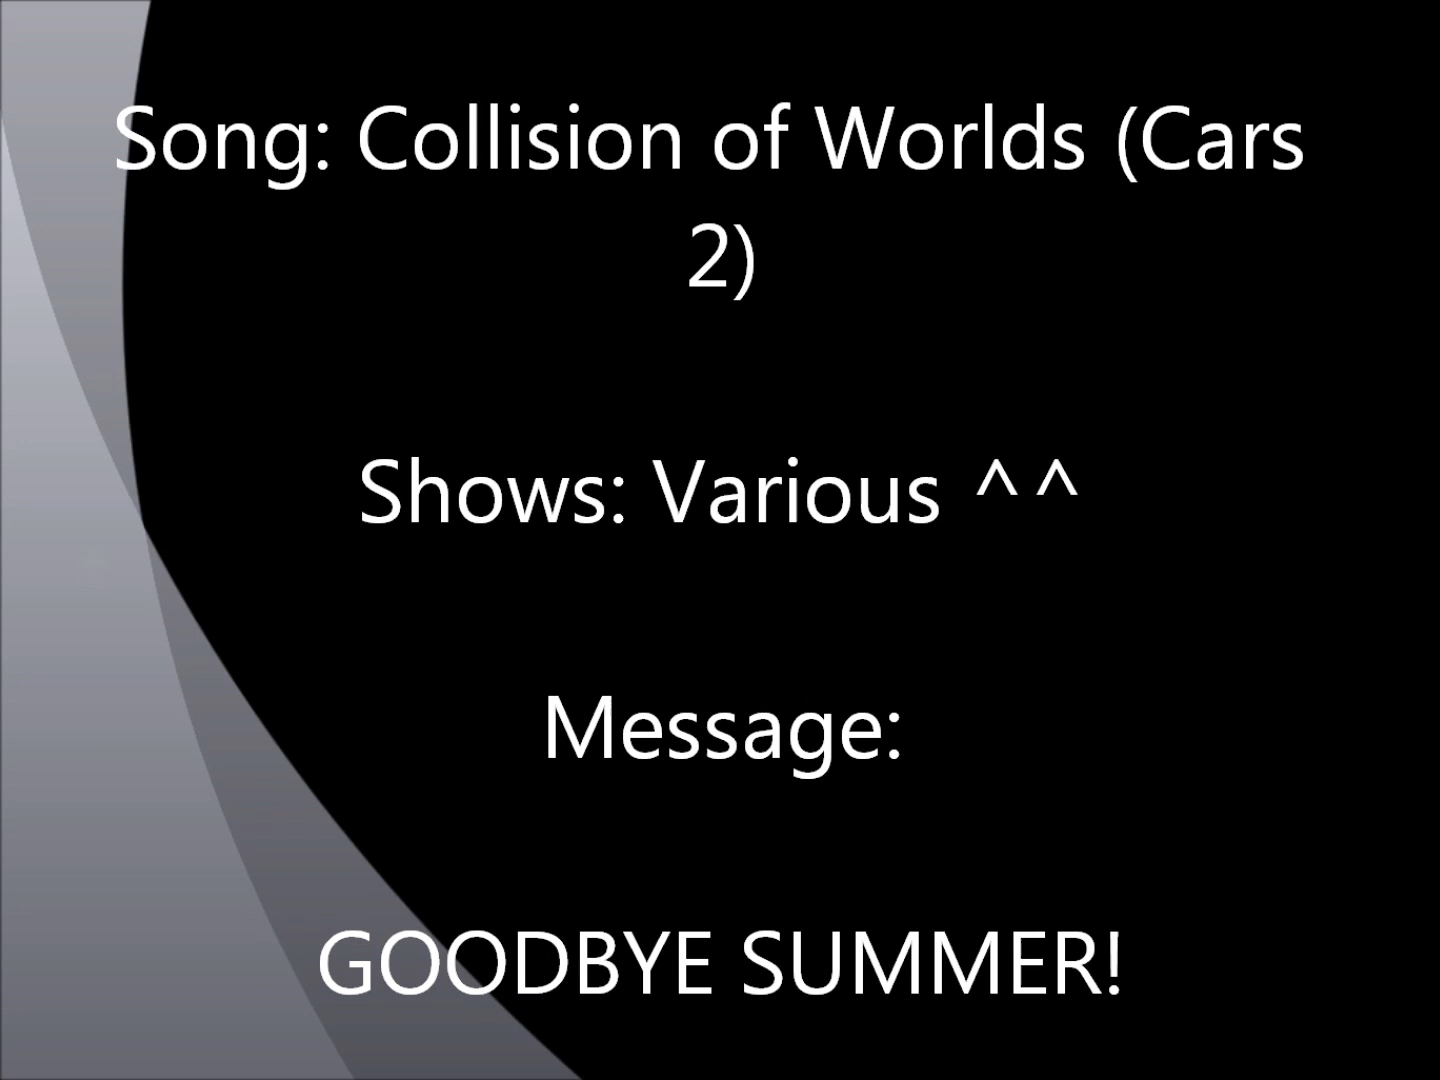 Song: Collision of Worlds (Cars
2)
Shows: Various ^^
Message:
GOODBYE SUMMER!